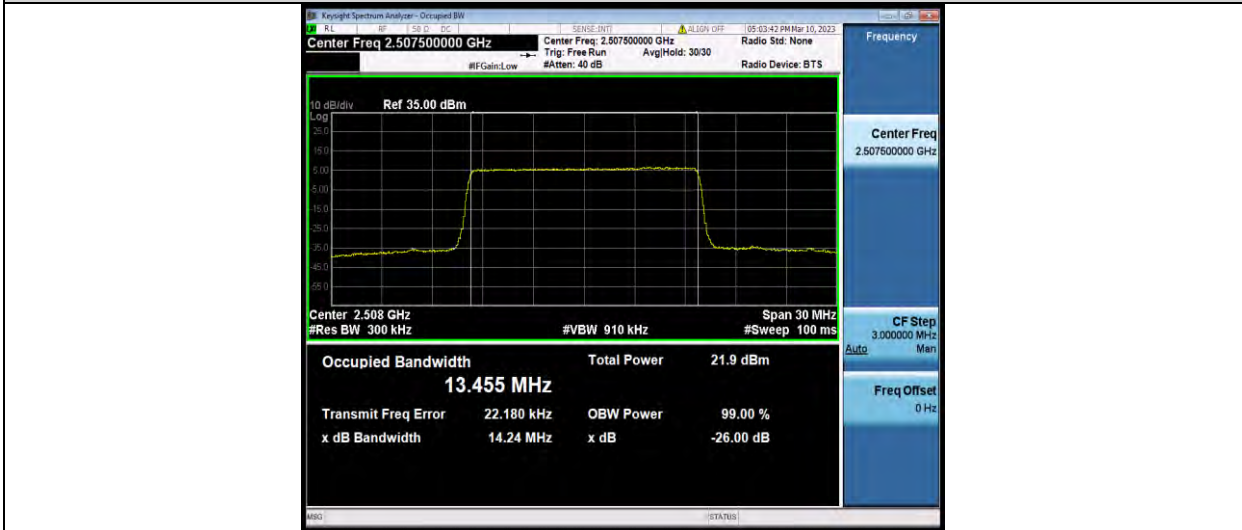 Keysight Spectrum Analyzer - Occupied BW
RL RF 50 Ω DC SENSE:INT ALIGN OFF 05:03:42 PM Mar 10, 2023
Center Freq 2.507500000 GHz
Center Freq: 2.507500000 GHz
Radio Std: None
Trig: Free Run Avg|Hold: 30/30
#IFGain:Low
#Atten: 40 dB
Radio Device: BTS
Frequency
10 dB/div Ref 35.00 dBm
Log
25.0
15.0
5.00
-5.00
-15.0
-25.0
-35.0
-45.0
-55.0
Center 2.508 GHz
Span 30 MHz
#Res BW 300 kHz
#VBW 910 kHz
#Sweep 100 ms
Center Freq
2.507500000 GHz
CF Step
3.000000 MHz
Auto Man
Freq Offset
0 Hz
Occupied Bandwidth
13.455 MHz
Total Power 21.9 dBm
Transmit Freq Error 22.180 kHz OBW Power 99.00 %
x dB Bandwidth 14.24 MHz x dB -26.00 dB
MSG
STATUS